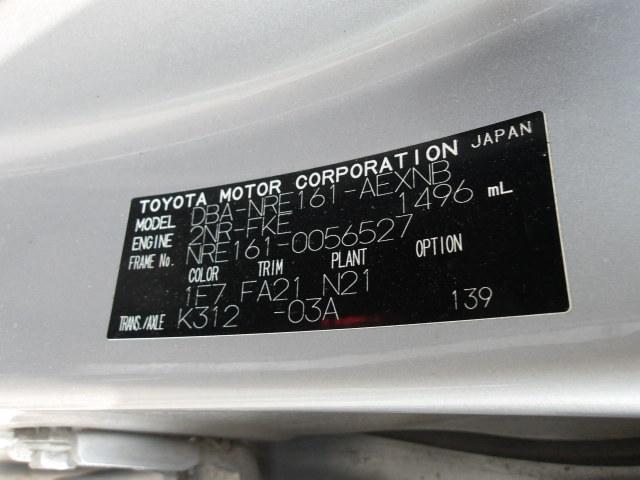 TOYOTA MOTOR CORPORATION JAPAN
MODEL DBA-NRE161-AEXNB
ENGINE 2NR-FKE 1496 mL
FRAME No. NRE161-0056527
COLOR TRIM PLANT OPTION
1F7 FA21 N21
TRANS./AXLE K312 -03A 139